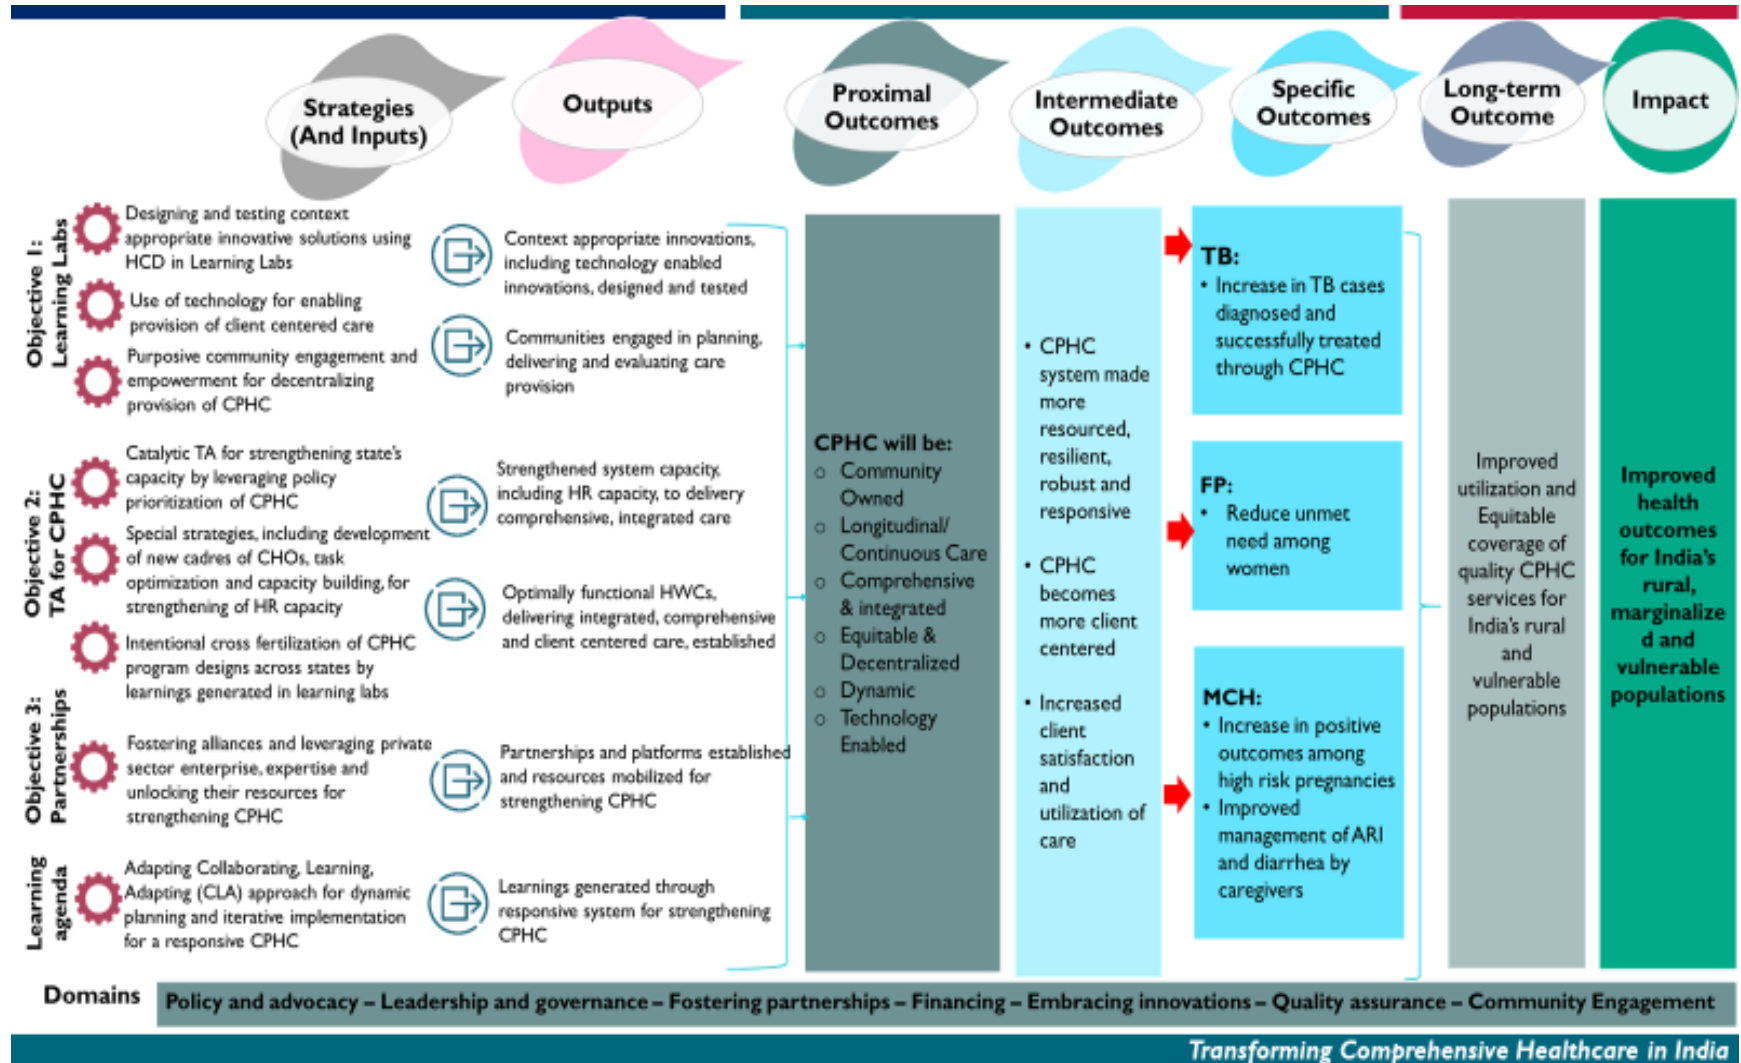 Strategies
(And Inputs)
Outputs
Proximal
Outcomes
Intermediate
Outcomes
Specific
Outcomes
Long-term
Outcome
Impact
Objective 1:
Learning Labs
Designing and testing context
appropriate innovative solutions using
HCD in Learning Labs
Use of technology for enabling
provision of client centered care
Purposive community engagement and
empowerment for decentralizing
provision of CPHC
Context appropriate innovations,
including technology enabled
innovations, designed and tested
Communities engaged in planning,
delivering and evaluating care
provision
Objective 2:
TA for CPHC
Catalytic TA for strengthening state's
capacity by leveraging policy
prioritization of CPHC
Special strategies, including development
of new cadres of CHOs, task
optimization and capacity building, for
strengthening of HR capacity
Intentional cross fertilization of CPHC
program designs across states by
learnings generated in learning labs
Strengthened system capacity,
including HR capacity, to delivery
comprehensive, integrated care
Optimally functional HWCs,
delivering integrated, comprehensive
and client centered care, established
Objective 3:
Partnerships
Fostering alliances and leveraging private
sector enterprise, expertise and
unlocking their resources for
strengthening CPHC
Partnerships and platforms established
and resources mobilized for
strengthening CPHC
Learning
agenda
Adapting Collaborating, Learning,
Adapting (CLA) approach for dynamic
planning and iterative implementation
for a responsive CPHC
Learnings generated through
responsive system for strengthening
CPHC
CPHC will be:
o Community
Owned
o Longitudinal/
Continuous Care
o Comprehensive
& integrated
o Equitable &
Decentralized
o Dynamic
o Technology
Enabled
• CPHC
system made
more
resourced,
resilient,
robust and
responsive
• CPHC
becomes
more client
centered
• Increased
client
satisfaction
and
utilization of
care
TB:
• Increase in TB cases
diagnosed and
successfully treated
through CPHC
FP:
• Reduce unmet
need among
women
MCH:
• Increase in positive
outcomes among
high risk pregnancies
• Improved
management of ARI
and diarrhea by
caregivers
Improved
utilization and
Equitable
coverage of
quality CPHC
services for
India's rural
and
vulnerable
populations
Improved
health
outcomes
for India's
rural,
marginalize
d and
vulnerable
populations
Domains
Policy and advocacy – Leadership and governance – Fostering partnerships – Financing – Embracing innovations – Quality assurance – Community Engagement
Transforming Comprehensive Healthcare in India